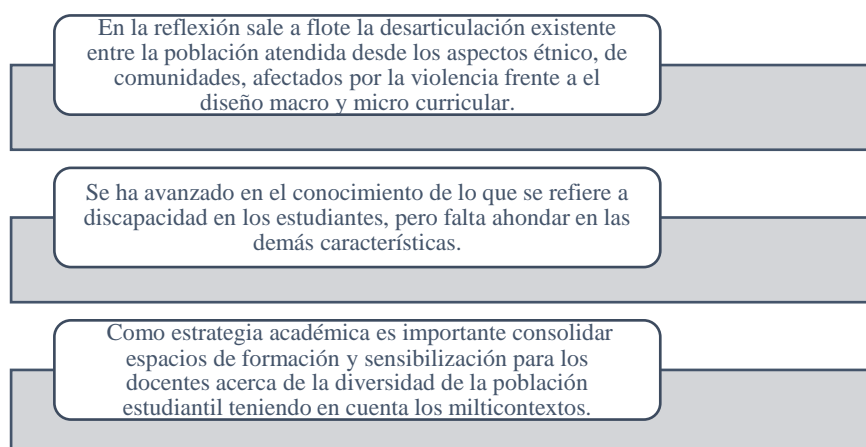 En la reflexión sale a flote la desarticulación existente
entre la población atendida desde los aspectos étnico, de
comunidades, afectados por la violencia frente a el
diseño macro y micro curricular.
Se ha avanzado en el conocimiento de lo que se refiere a
discapacidad en los estudiantes, pero falta ahondar en las
demás características.
Como estrategia académica es importante consolidar
espacios de formación y sensibilización para los
docentes acerca de la diversidad de la población
estudiantil teniendo en cuenta los milticontextos.